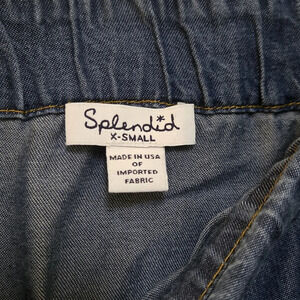 Splendid
X-SMALL
MADE IN USA
OF
IMPORTED
FABRIC